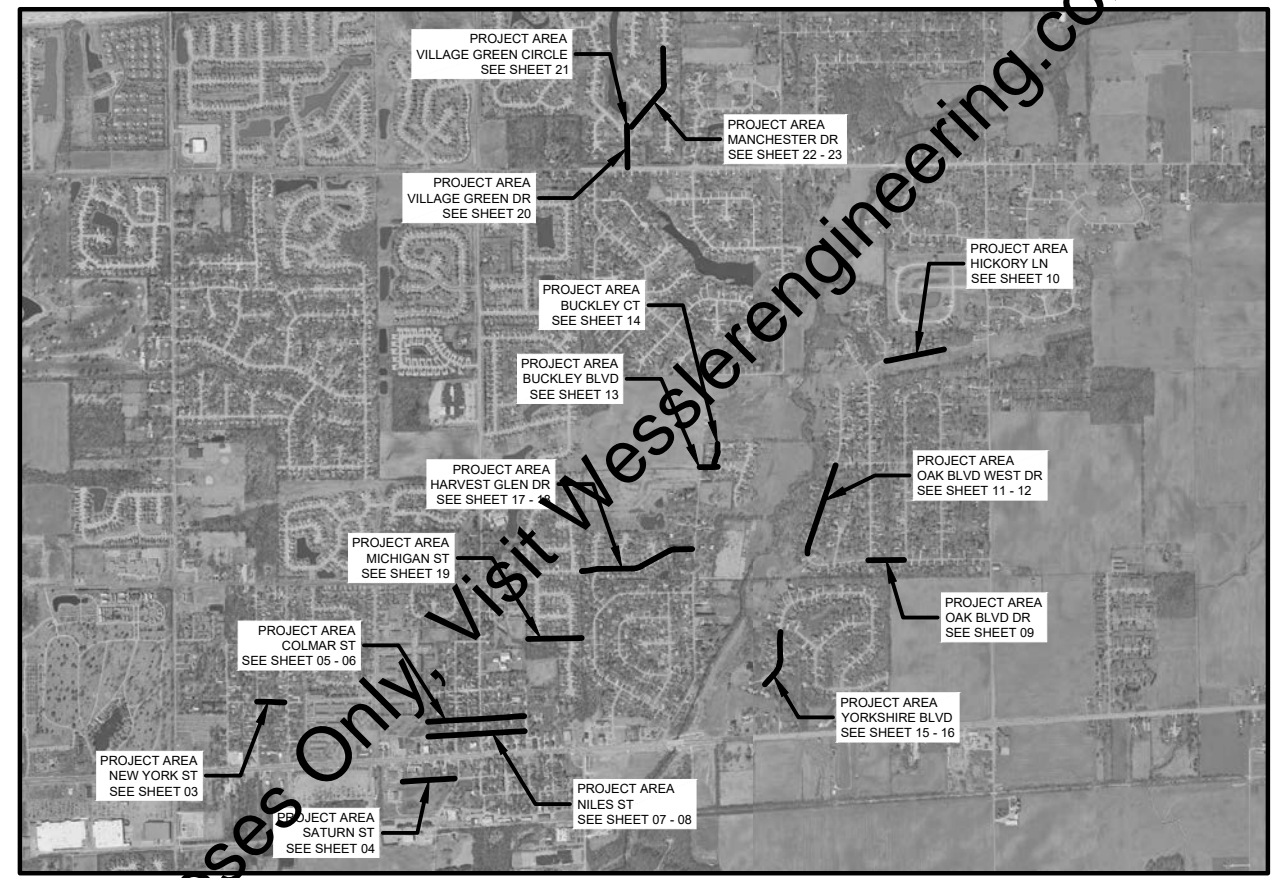 PROJECT AREA
VILLAGE GREEN CIRCLE
SEE SHEET 21
PROJECT AREA
MANCHESTER DR
SEE SHEET 22 - 23
PROJECT AREA
VILLAGE GREEN DR
SEE SHEET 20
PROJECT AREA
HICKORY LN
SEE SHEET 10
PROJECT AREA
BUCKLEY CT
SEE SHEET 14
PROJECT AREA
BUCKLEY BLVD
SEE SHEET 13
PROJECT AREA
OAK BLVD WEST DR
SEE SHEET 11 - 12
PROJECT AREA
HARVEST GLEN DR
SEE SHEET 17 -
PROJECT AREA
MICHIGAN ST
SEE SHEET 19
PROJECT AREA
OAK BLVD DR
SEE SHEET 09
PROJECT AREA
COLMAR ST
SEE SHEET 05 - 06
PROJECT AREA
YORKSHIRE BLVD
SEE SHEET 15 - 16
PROJECT AREA
NEW YORK ST
SEE SHEET 03
PROJECT AREA
NILES ST
SEE SHEET 07 - 08
PROJECT AREA
SATURN ST
SEE SHEET 04
oses Only, Visit Wesslerengineering.co